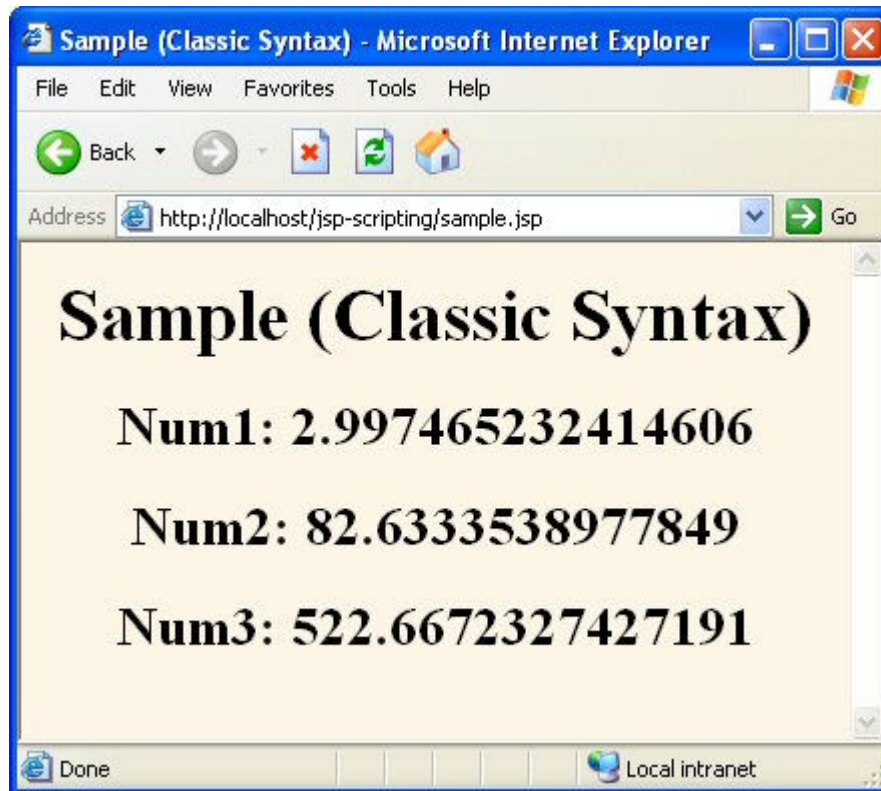 Sample (Classic Syntax) - Microsoft Internet Explorer
File Edit View Favorites Tools Help
Back
Address http://localhost/jsp-scripting/sample.jsp Go
Sample (Classic Syntax)
Num1: 2.997465232414606
Num2: 82.6333538977849
Num3: 522.6672327427191
Done Local intranet